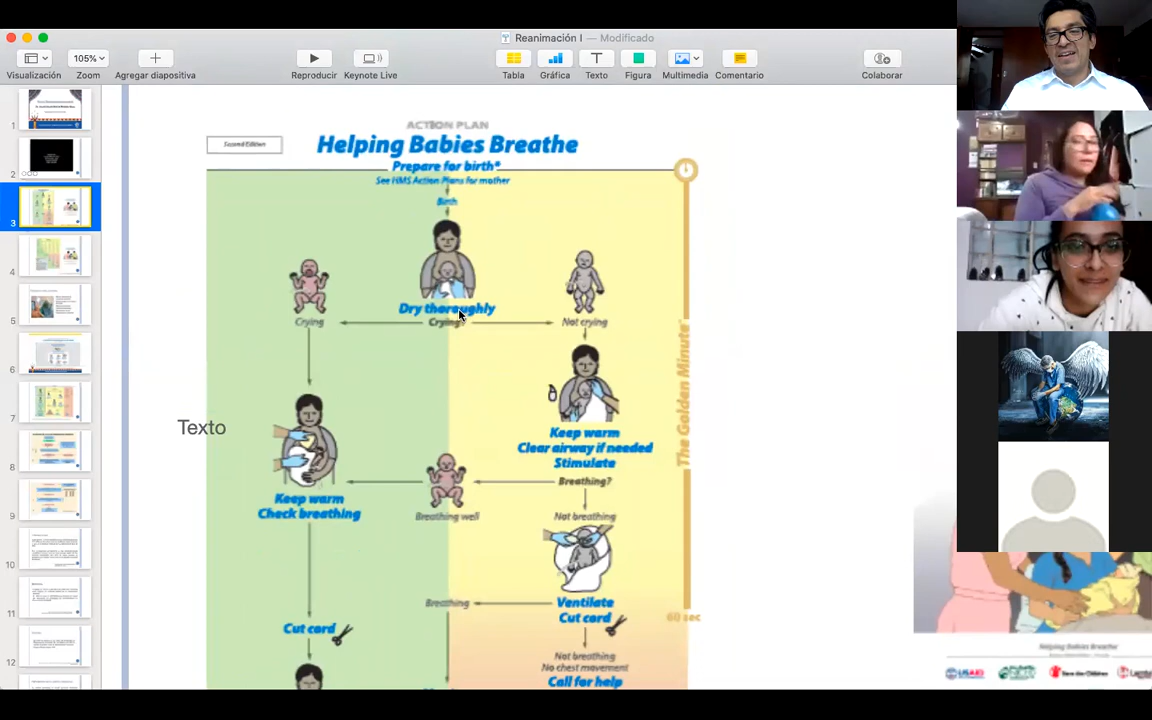 Reanimación I — Modificado
105%
Visualización
Zoom
Agregar diapositiva
Reproducir
Keynote Live
Tabla
Gráfica
Texto
Figura
Multimedia
Comentario
Colaborar
1
2
3
4
5
6
7
8
9
10
11
12
ACTION PLAN
Second Edition
Helping Babies Breathe
Prepare for birth*
See HMS Action Plans for mother
Birth
Dry thoroughly
Crying
Crying?
Not crying
The Golden Minute
Texto
Keep warm
Clear airway if needed
Stimulate
Breathing?
Keep warm
Check breathing
Breathing well
Not breathing
Breathing
Ventilate
Cut cord
60 sec
Cut cord
Not breathing
No chest movement
Call for help
Helping Babies Breathe
USAID
Save the Children